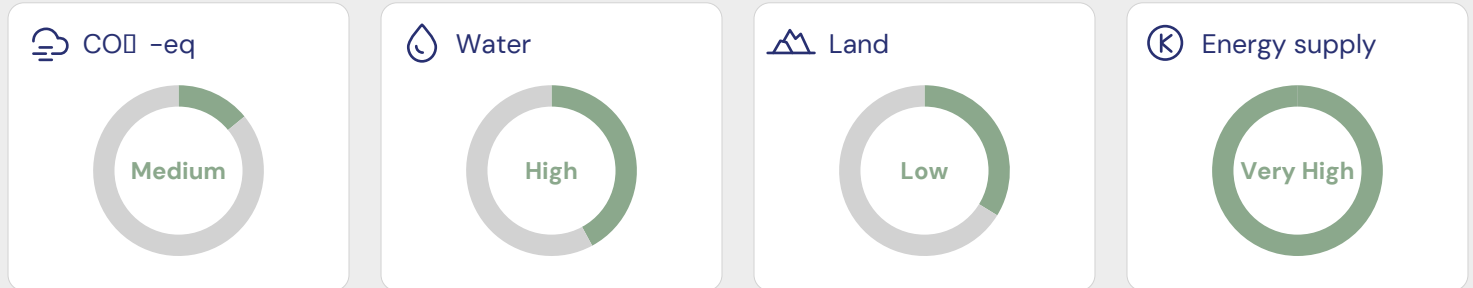 CO▯ -eq
Water
Land
Energy supply
Medium
High
Low
Very High